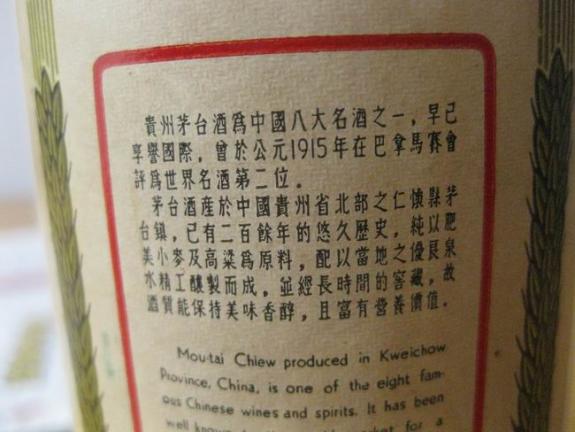 貴州茅台酒爲中國八大名酒之一，早已
享譽國際，曾於公元1915年在巴拿馬賽會
評爲世界名酒第二位。
茅台酒産於中國貴州省北部之仁懷縣茅
台鎮，已有二百餘年的悠久歷史，純以肥
美小麥及高粱爲原料，配以當地之優良泉
水精工釀製而成，並經長時間的窖藏，故
酒質能保持美味香醇，且富有營養價值.
Mou-tai Chiew produced in Kweichow
Province, China, is one of the eight fam-
ous Chinese wines and spirits. It has been
well known
for a